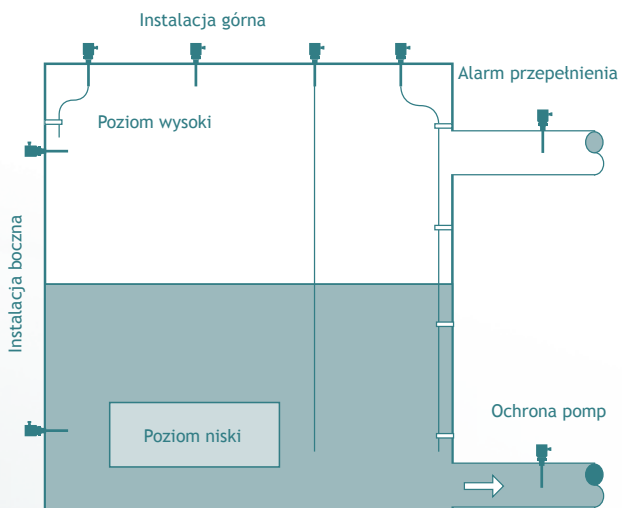 Instalacja górna
Alarm przepełnienia
Poziom wysoki
Instalacja boczna
Ochrona pomp
Poziom niski